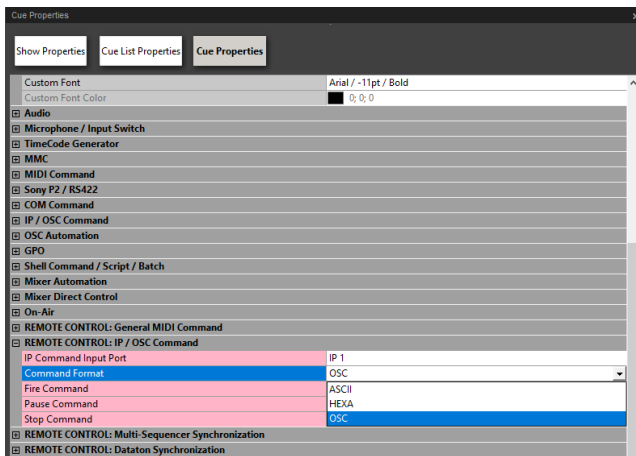 Cue Properties
Show Properties Cue List Properties Cue Properties
Custom Font Arial / -11pt / Bold
Custom Font Color 0; 0; 0
Audio
Microphone / Input Switch
TimeCode Generator
MMC
MIDI Command
Sony P2 / RS422
COM Command
IP / OSC Command
OSC Automation
GPO
Shell Command / Script / Batch
Mixer Automation
Mixer Direct Control
On-Air
REMOTE CONTROL: General MIDI Command
REMOTE CONTROL: IP / OSC Command
IP Command Input Port IP 1
Command Format OSC
Fire Command ASCII
Pause Command HEXA
Stop Command OSC
REMOTE CONTROL: Multi-Sequencer Synchronization
REMOTE CONTROL: Dataton Synchronization